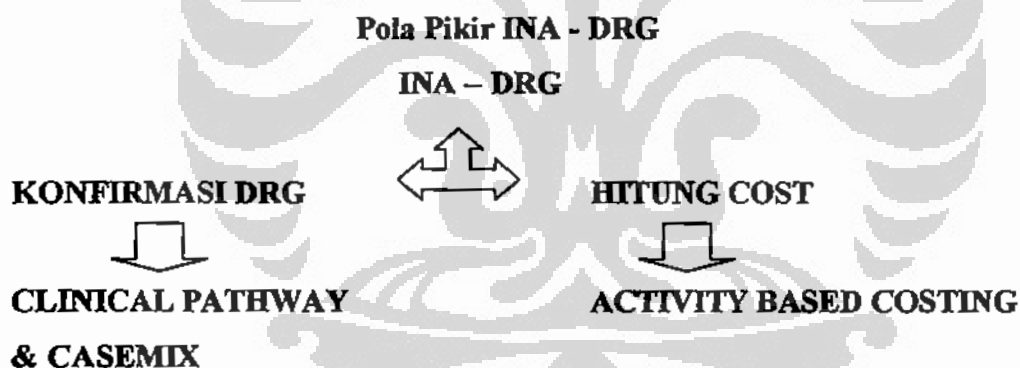 Pola Pikir INA - DRG
INA – DRG
KONFIRMASI DRG
HITUNG COST
CLINICAL PATHWAY
& CASEMIX
ACTIVITY BASED COSTING